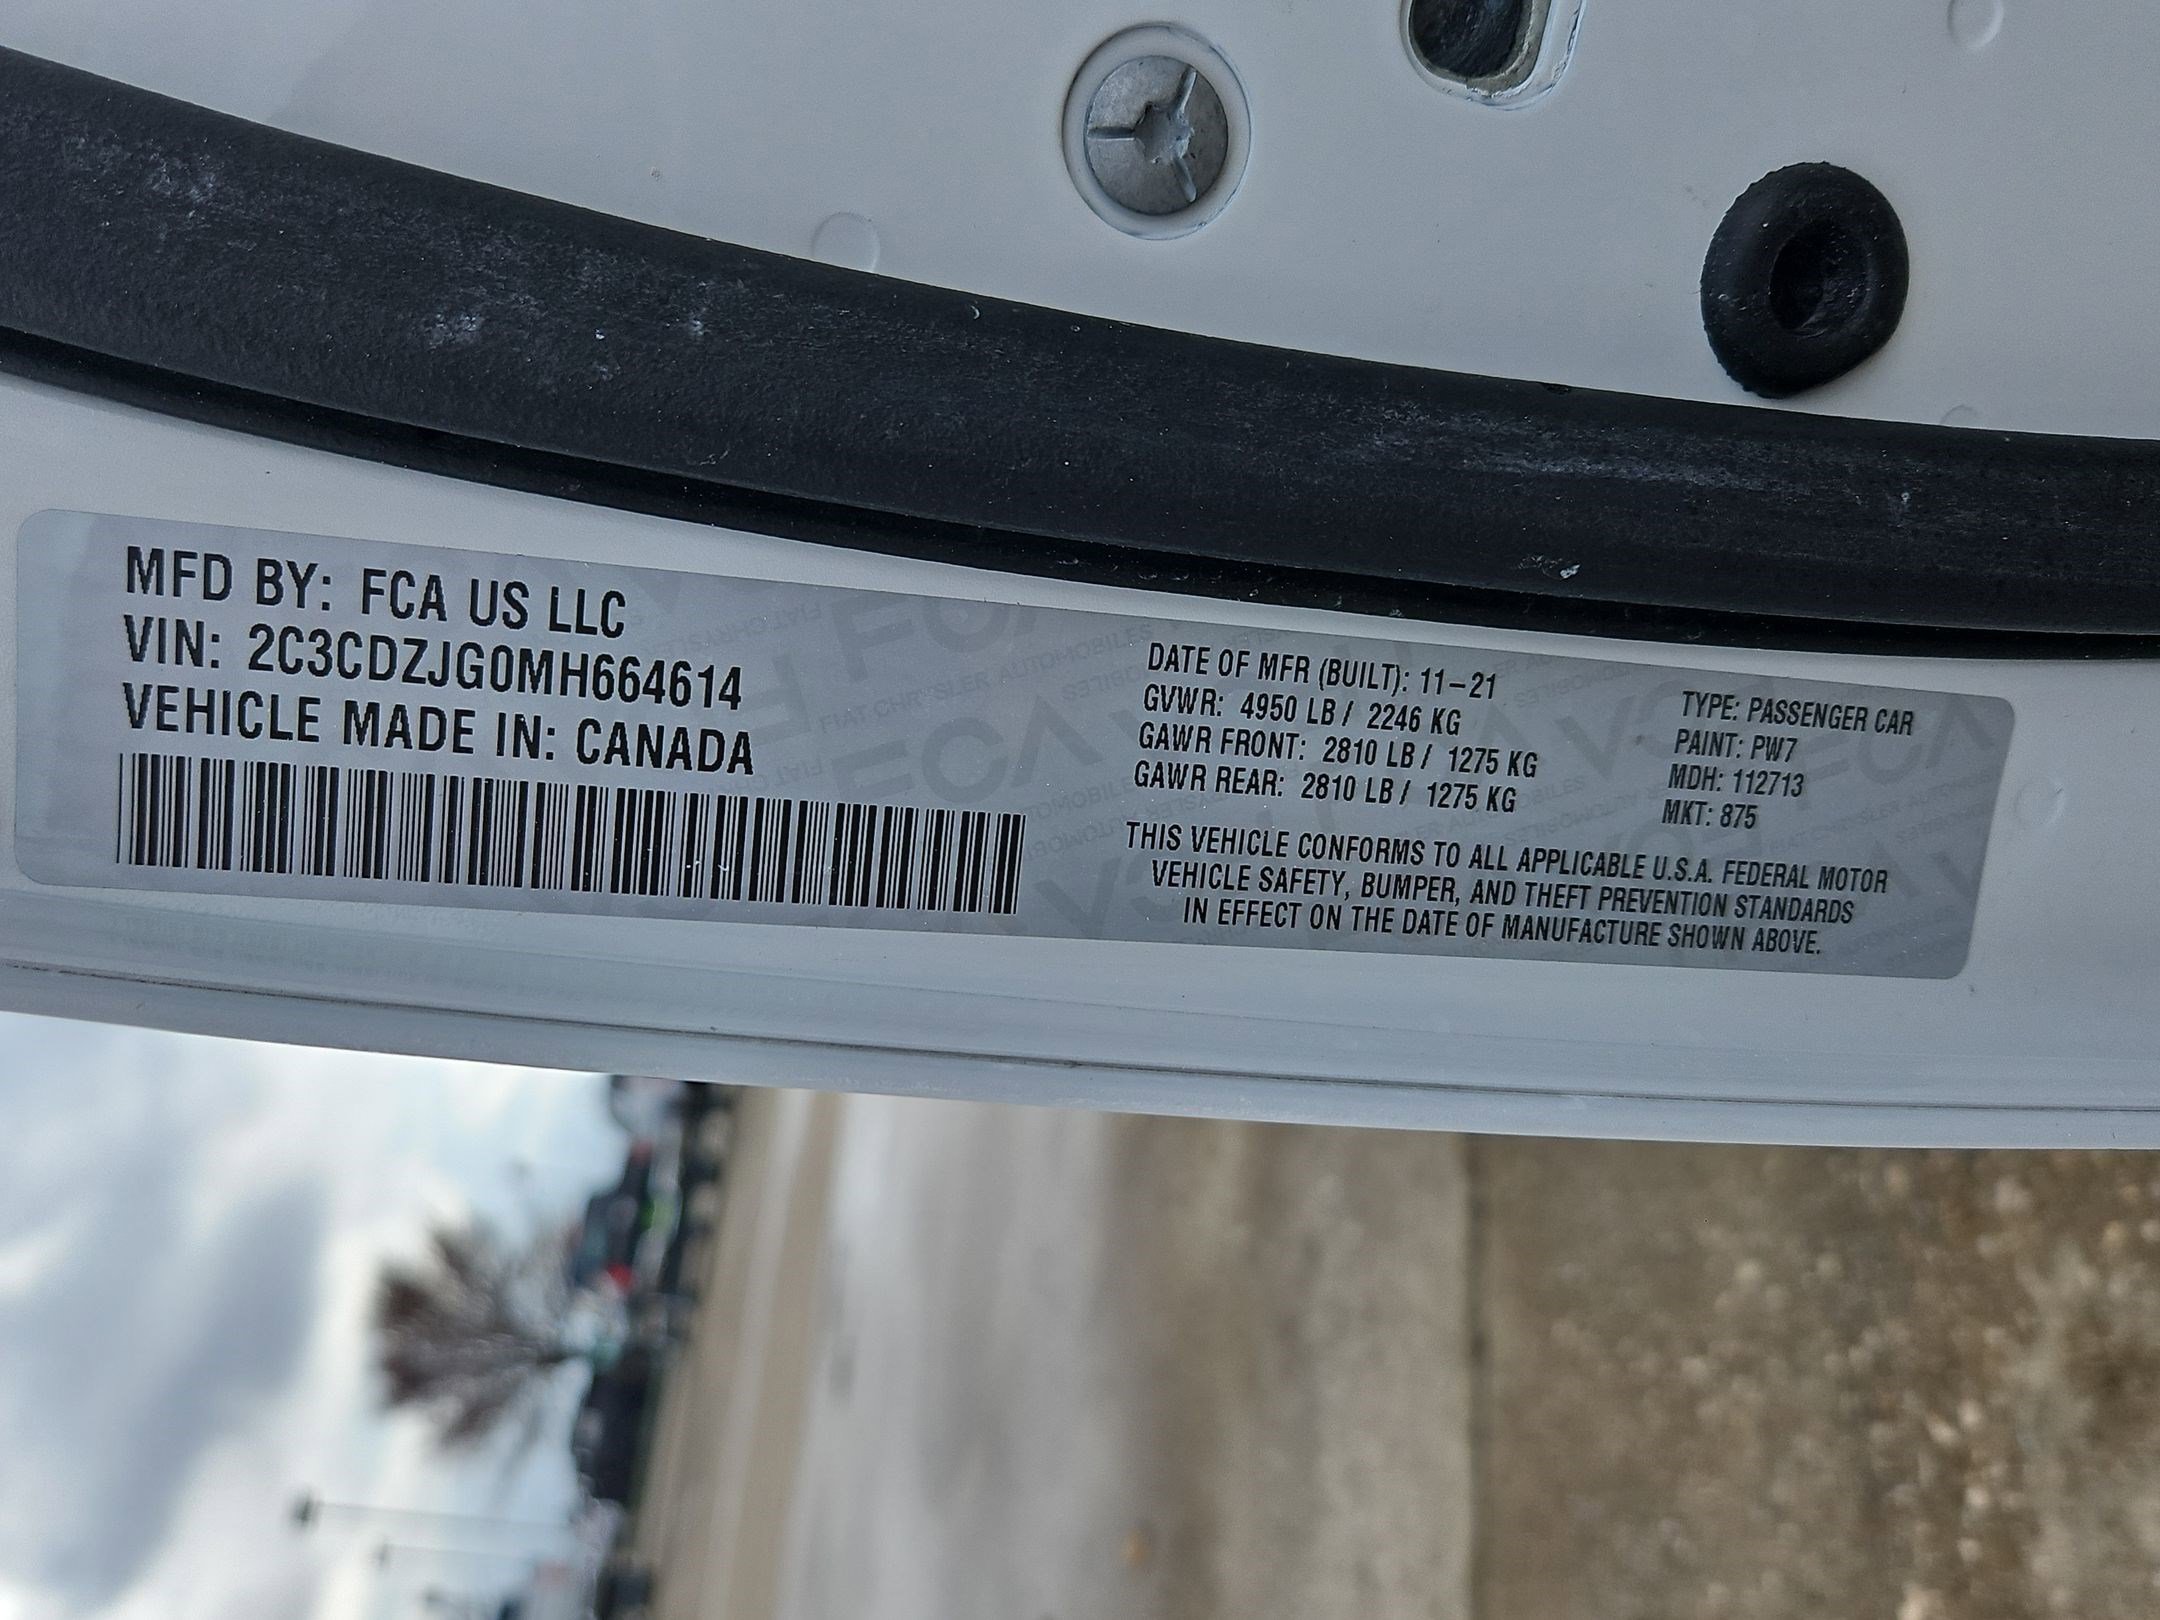 MFD BY: FCA US LLC
VIN: 2C3CDZJG0MH664614
VEHICLE MADE IN: CANADA
DATE OF MFR (BUILT): 11-21
GVWR: 4950 LB / 2246 KG
GAWR FRONT: 2810 LB / 1275 KG
GAWR REAR: 2810 LB / 1275 KG
TYPE: PASSENGER CAR
PAINT: PW7
MDH: 112713
MKT: 875
THIS VEHICLE CONFORMS TO ALL APPLICABLE U.S.A. FEDERAL MOTOR
VEHICLE SAFETY, BUMPER, AND THEFT PREVENTION STANDARDS
IN EFFECT ON THE DATE OF MANUFACTURE SHOWN ABOVE.